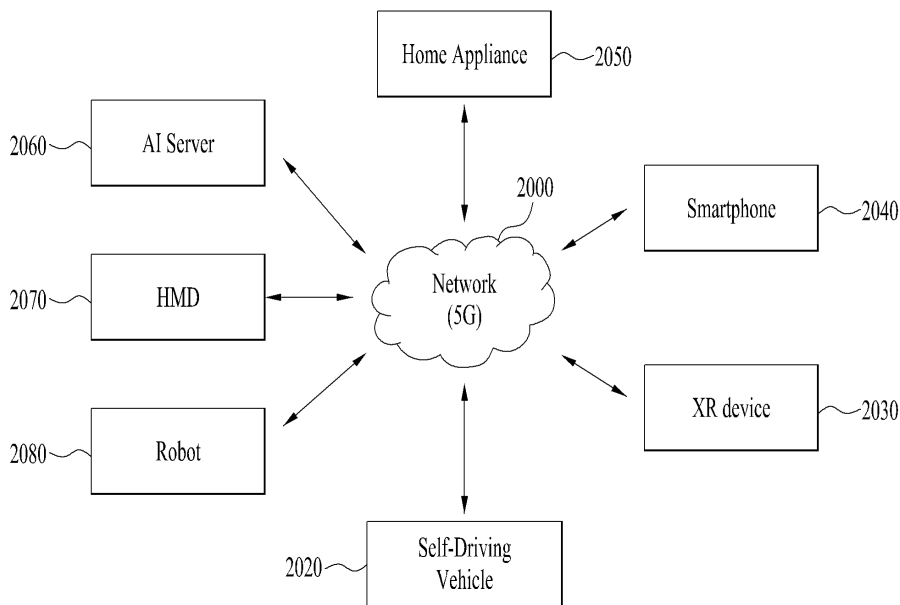 Home Appliance
2050
2060
AI Server
2000
Smartphone
2040
2070
HMD
Network
(5G)
XR device
2030
2080
Robot
2020
Self-Driving
Vehicle